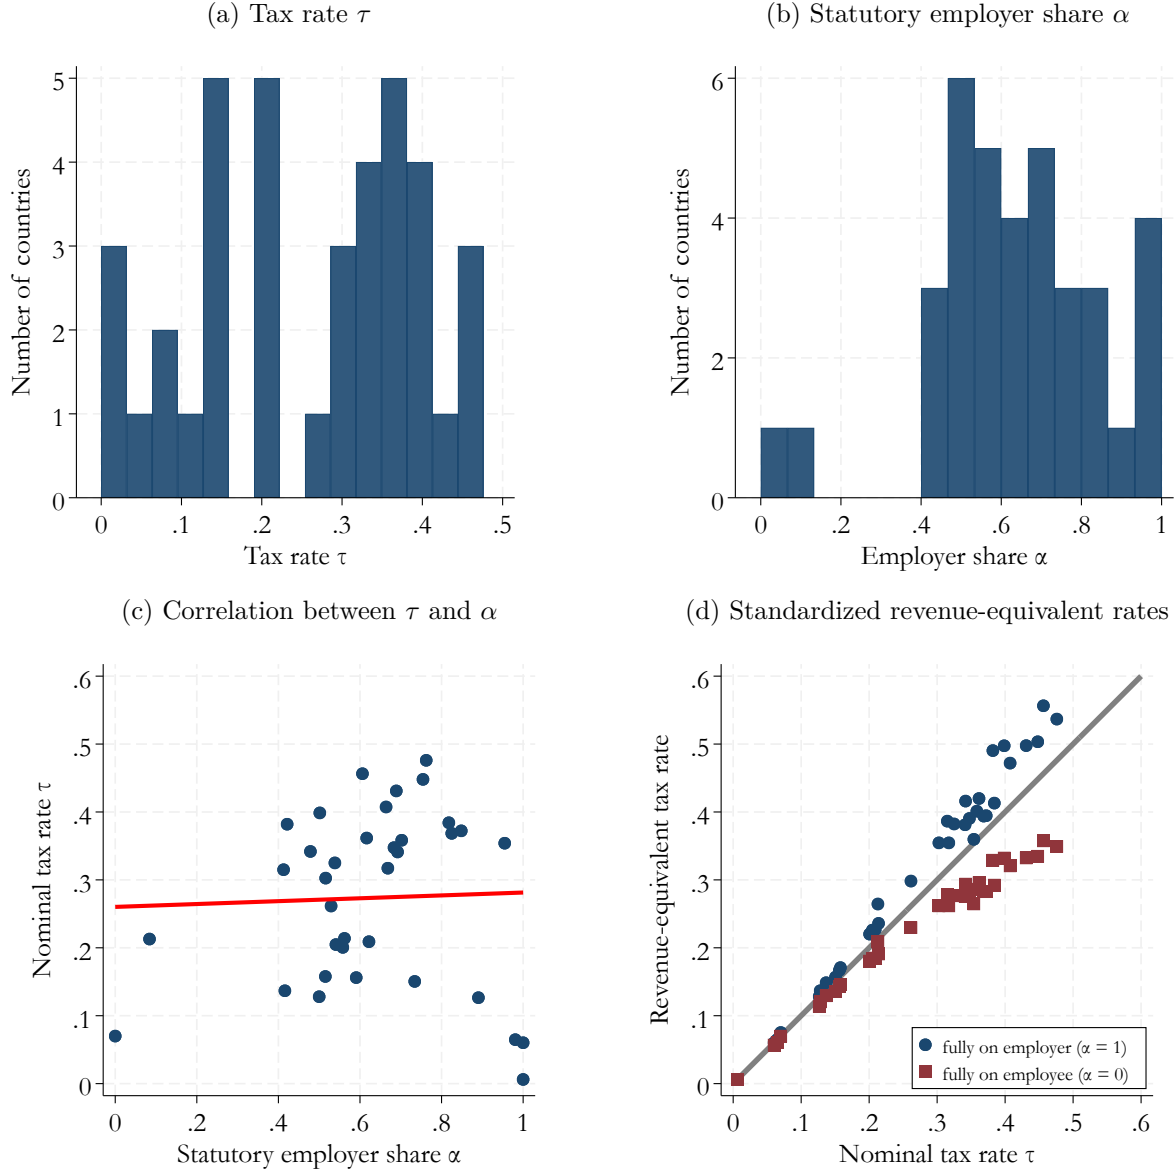 (a) Tax rate τ
Number of countries
5
4
3
2
1
0
0 .1 .2 .3 .4 .5
Tax rate τ
(b) Statutory employer share α
Number of countries
6
4
2
0
0 .2 .4 .6 .8 1
Employer share α
(c) Correlation between τ and α
Nominal tax rate τ
.6
.5
.4
.3
.2
.1
0
0 .2 .4 .6 .8 1
Statutory employer share α
(d) Standardized revenue-equivalent rates
Revenue-equivalent tax rate
.6
.5
.4
.3
.2
.1
0
fully on employer (α = 1)
fully on employee (α = 0)
0 .1 .2 .3 .4 .5 .6
Nominal tax rate τ